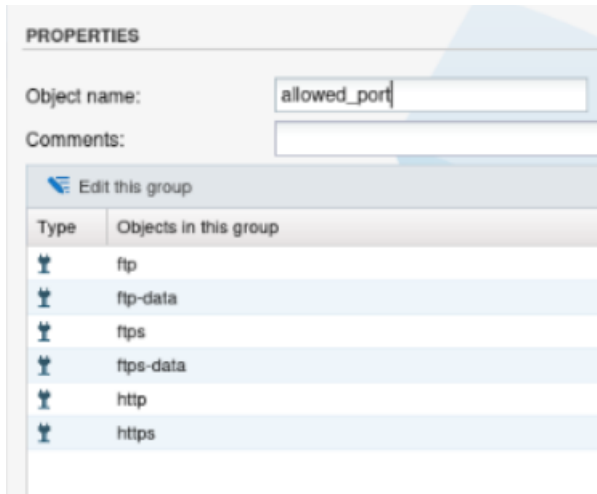 PROPERTIES
Object name: allowed_port
Comments:
Edit this group
Type Objects in this group
ftp
ftp-data
ftps
ftps-data
http
https